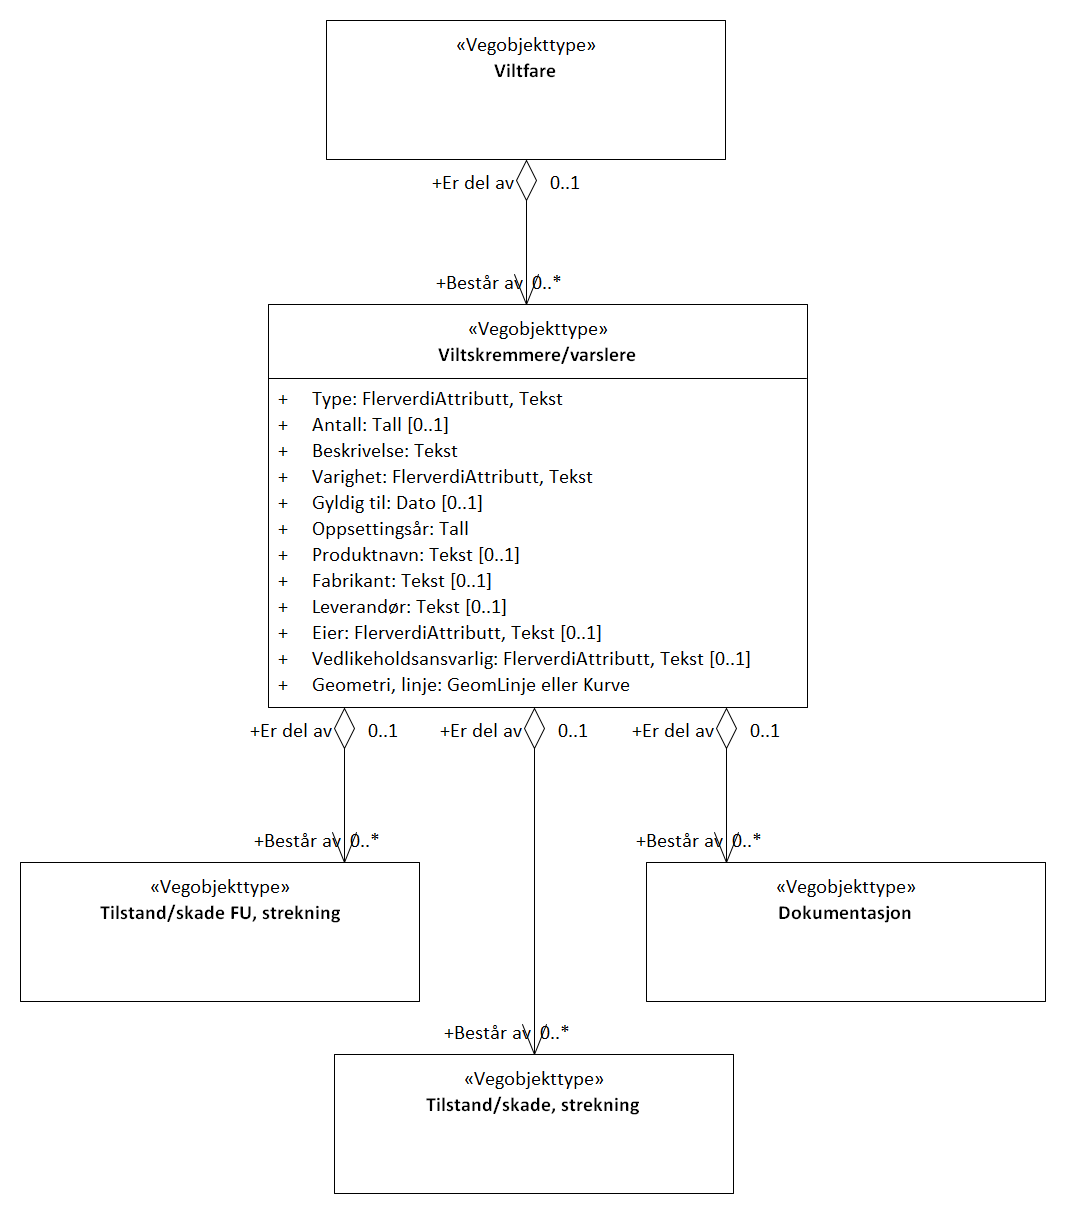 «Vegobjekttype»
Viltfare
+Er del av 0..1
+Består av 0..*
«Vegobjekttype»
Viltskremmere/varslere
+ Type: FlerverdiAttributt, Tekst
+ Antall: Tall [0..1]
+ Beskrivelse: Tekst
+ Varighet: FlerverdiAttributt, Tekst
+ Gyldig til: Dato [0..1]
+ Oppsettingsår: Tall
+ Produktnavn: Tekst [0..1]
+ Fabrikant: Tekst [0..1]
+ Leverandør: Tekst [0..1]
+ Eier: FlerverdiAttributt, Tekst [0..1]
+ Vedlikeholdsansvarlig: FlerverdiAttributt, Tekst [0..1]
+ Geometri, linje: GeomLinje eller Kurve
+Er del av 0..1 +Er del av 0..1 +Er del av 0..1
+Består av 0..* +Består av 0..*
«Vegobjekttype»
Tilstand/skade FU, strekning
«Vegobjekttype»
Dokumentasjon
+Består av 0..*
«Vegobjekttype»
Tilstand/skade, strekning